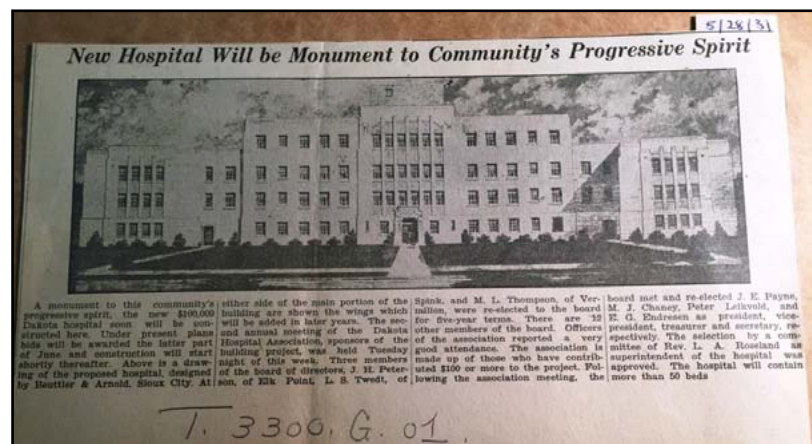 5/28/31
New Hospital Will be Monument to Community's Progressive Spirit
A monument to this community's
progressive spirit, the new $100,000
Dakota hospital soon will be con-
structed here. Under present plans
bids will be awarded the latter part
of June and construction will start
shortly thereafter. Above is a draw-
ing of the proposed hospital, designed
by Beuttler & Arnold, Sioux City. At
either side of the main portion of the
building are shown the wings which
will be added in later years. The sec-
ond annual meeting of the Dakota
Hospital Association, sponsors of the
building project, was held Tuesday
night of this week. Three members
of the board of directors, J. H. Peter-
son, of Elk Point, L. S. Twedt, of
Spink, and M. L. Thompson, of Ver-
million, were re-elected to the board
for five-year terms. There are 12
other members of the board. Officers
of the association reported a very
good attendance. The association is
made up of those who have contrib-
uted $100 or more to the project. Fol-
lowing the association meeting, the
board met and re-elected J. E. Payne,
M. J. Chaney, Peter Leikvold, and
E. G. Endresen as president, vice-
president, treasurer and secretary, re-
spectively. The selection by a com-
mittee of Rev. L. A. Roseland as
superintendent of the hospital was
approved. The hospital will contain
more than 50 beds
T. 3300. G. 01.